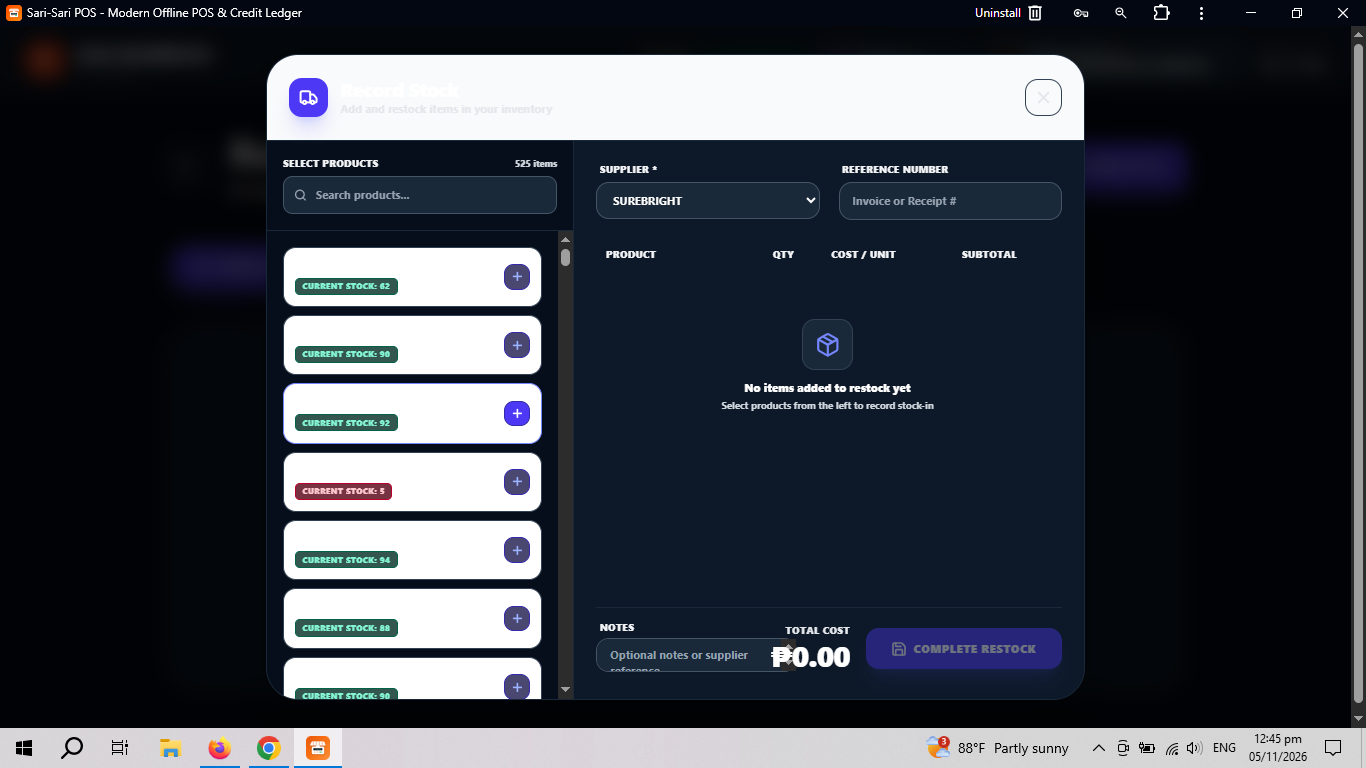 Sari-Sari POS - Modern Offline POS & Credit Ledger
Uninstall
Record Stock
Add and restock items in your inventory
SELECT PRODUCTS
525 items
Search products...
CURRENT STOCK: 62
CURRENT STOCK: 90
CURRENT STOCK: 92
CURRENT STOCK: 5
CURRENT STOCK: 94
CURRENT STOCK: 88
CURRENT STOCK: 90
SUPPLIER *
REFERENCE NUMBER
SUREBRIGHT
Invoice or Receipt #
PRODUCT
QTY
COST / UNIT
SUBTOTAL
No items added to restock yet
Select products from the left to record stock-in
NOTES
Optional notes or supplier
reference
TOTAL COST
₱0.00
COMPLETE RESTOCK
3
88°F Partly sunny
ENG
12:45 pm
05/11/2026